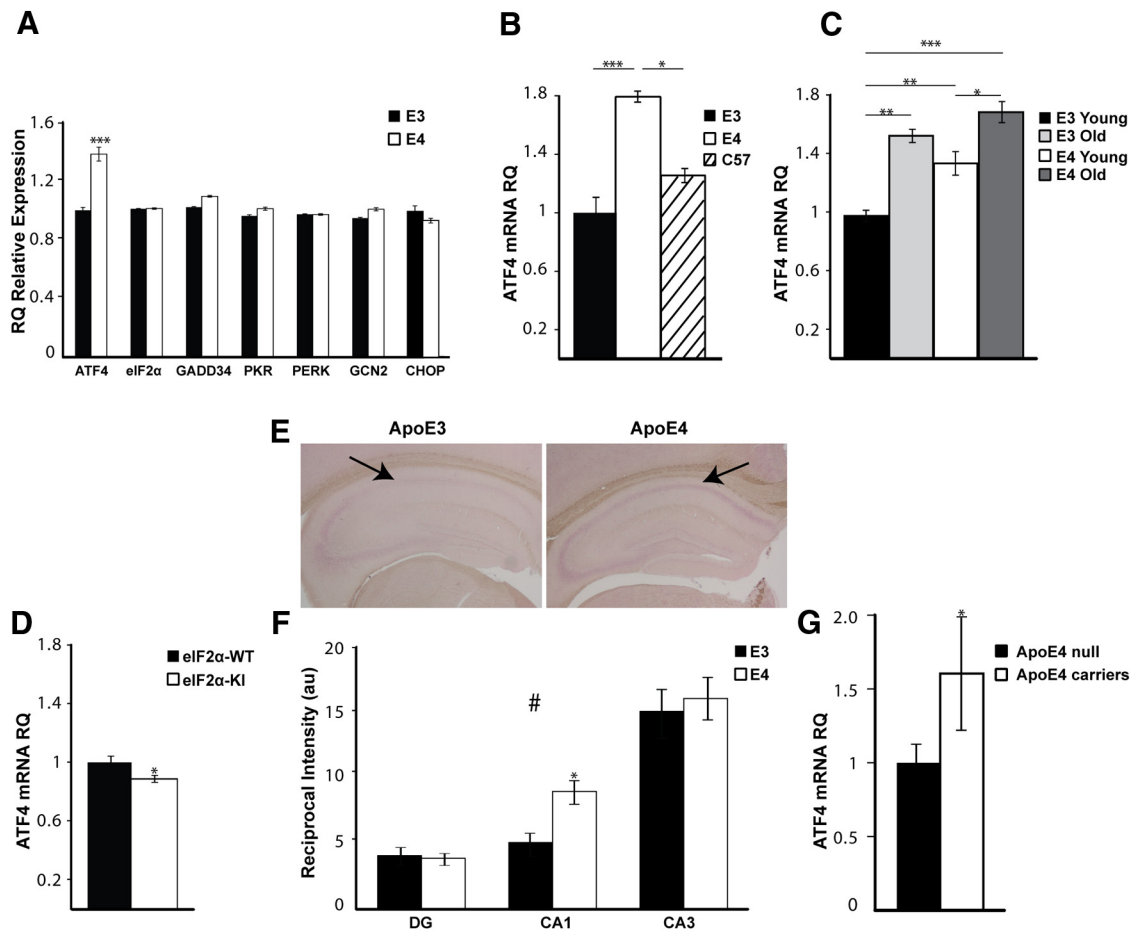 A
RQ Relative Expression
1.6
1.2
0.8
0.4
0
***
E3
E4
ATF4 eIF2α GADD34 PKR PERK GCN2 CHOP
B
ATF4 mRNA RQ
1.8
1.4
1
0.6
0.2
*** *
E3
E4
C57
C
ATF4 mRNA RQ
1.8
1.4
1
0.6
0.2
***
**
*
**
E3 Young
E3 Old
E4 Young
E4 Old
E
ApoE3 ApoE4
D
ATF4 mRNA RQ
1.8
1
0.6
0.2
*
eIF2α-WT
eIF2α-KI
F
Reciprocal Intensity (au)
20
15
10
5
0
#
*
E3
E4
DG CA1 CA3
G
ATF4 mRNA RQ
2.0
1.5
1
0.5
0
*
ApoE4 null
ApoE4 carriers